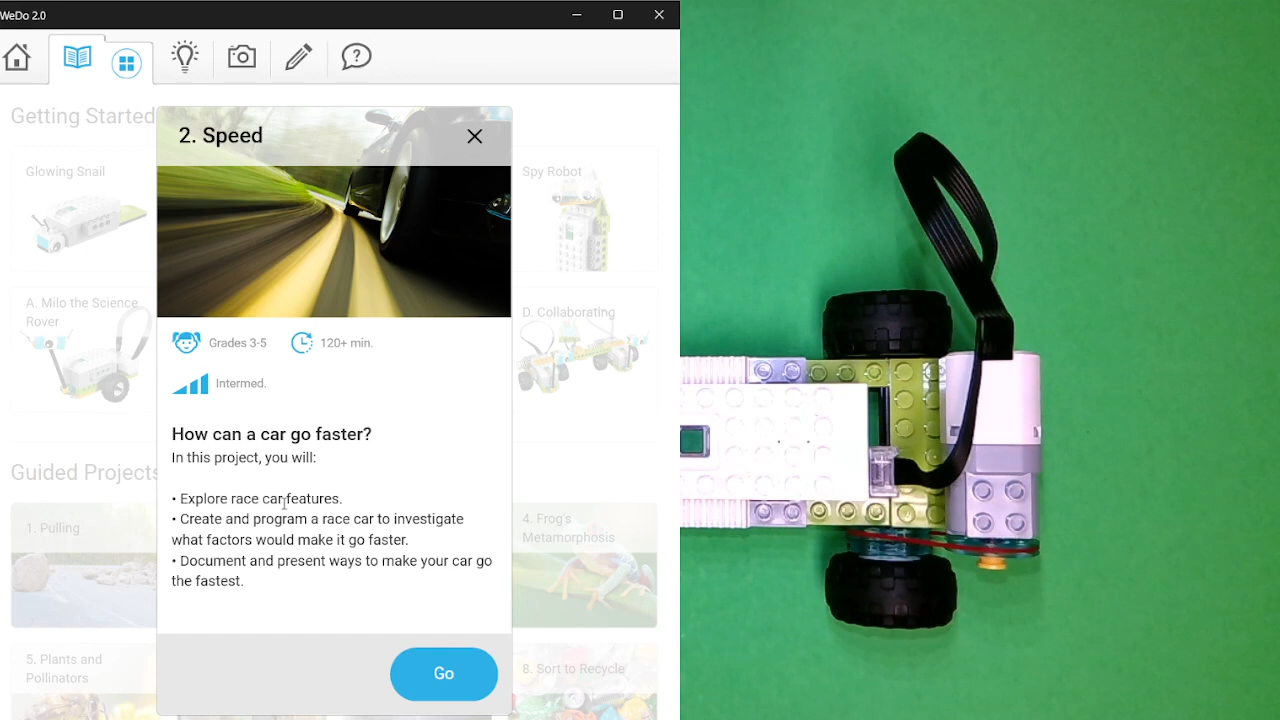 WeDo 2.0
Getting Started
2. Speed
Glowing Snail
Spy Robot
A. Milo the Science
Rover
D. Collaborating
Grades 3-5
120+ min.
Intermed.
How can a car go faster?
In this project, you will:
• Explore race car features.
• Create and program a race car to investigate
what factors would make it go faster.
• Document and present ways to make your car go
the fastest.
Guided Projects
1. Pulling
4. Frog's
Metamorphosis
5. Plants and
Pollinators
8. Sort to Recycle
Go